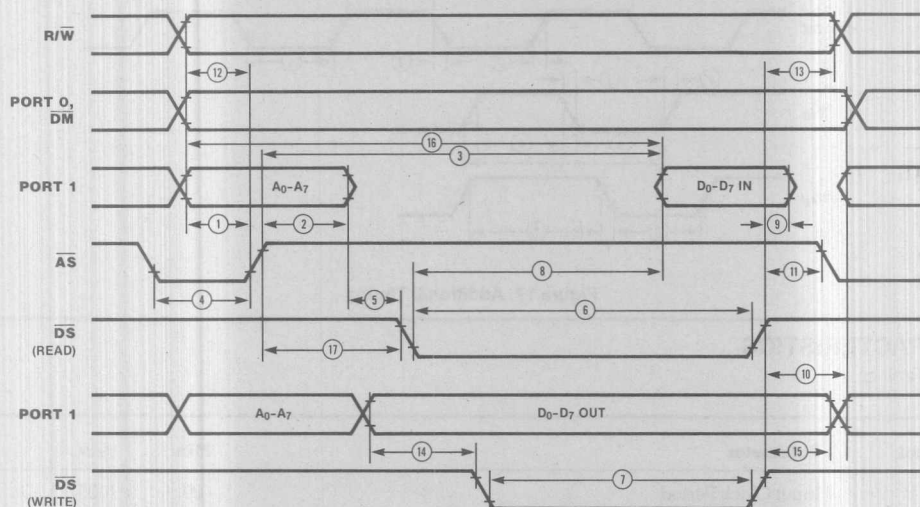 R/W̅
⑫
⑬
PORT 0,
D̅M̅
⑯
③
PORT 1
A₀–A₇
D₀–D₇ IN
①
②
⑨
A̅S̅
⑧
⑪
④
⑤
⑥
D̅S̅
(READ)
⑰
⑩
PORT 1
A₀–A₇
D₀–D₇ OUT
⑭
⑮
D̅S̅
(WRITE)
⑦